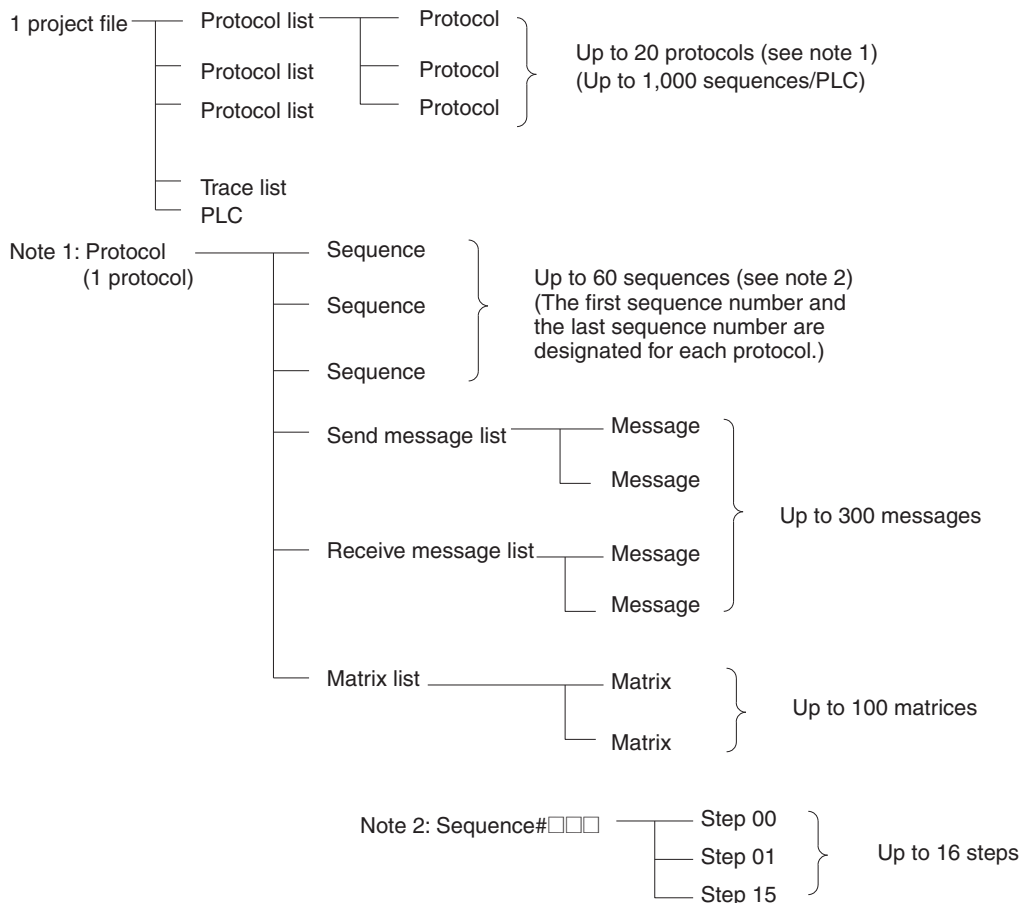 1 project file
Protocol list
Protocol
Protocol list
Protocol
Protocol list
Protocol
Up to 20 protocols (see note 1)
(Up to 1,000 sequences/PLC)
Trace list
PLC
Note 1: Protocol
(1 protocol)
Sequence
Sequence
Sequence
Up to 60 sequences (see note 2)
(The first sequence number and
the last sequence number are
designated for each protocol.)
Send message list
Message
Message
Receive message list
Message
Message
Up to 300 messages
Matrix list
Matrix
Matrix
Up to 100 matrices
Note 2: Sequence#□□□
Step 00
Step 01
Step 15
Up to 16 steps